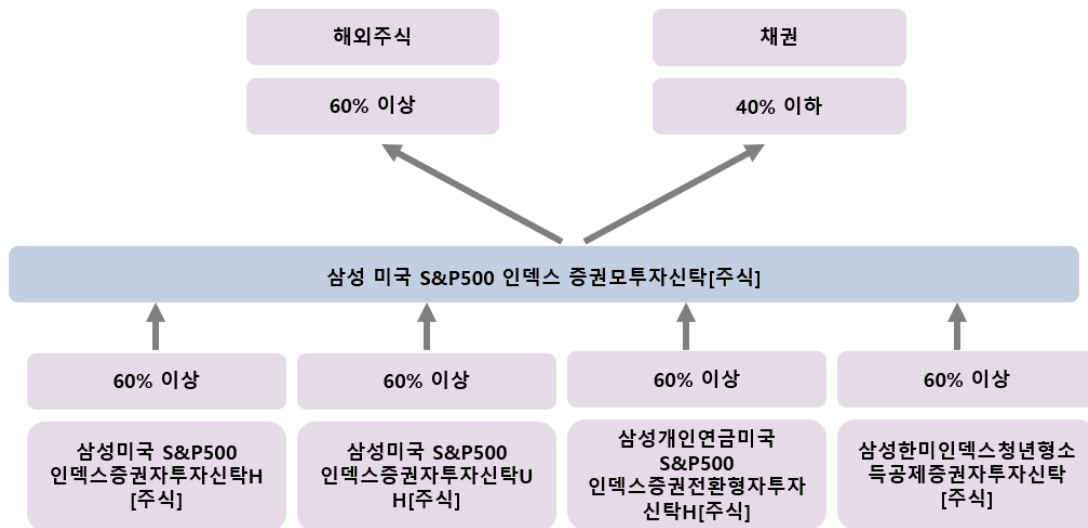 해외주식
채권
60% 이상
40% 이하
삼성 미국 S&P500 인덱스 증권모투자신탁[주식]
60% 이상
60% 이상
60% 이상
60% 이상
삼성미국 S&P500
인덱스증권자투자신탁H
[주식]
삼성미국 S&P500
인덱스증권자투자신탁U
H[주식]
삼성개인연금미국
S&P500
인덱스증권전환형자투자
신탁H[주식]
삼성한미인덱스청년형소
득공제증권자투자신탁
[주식]